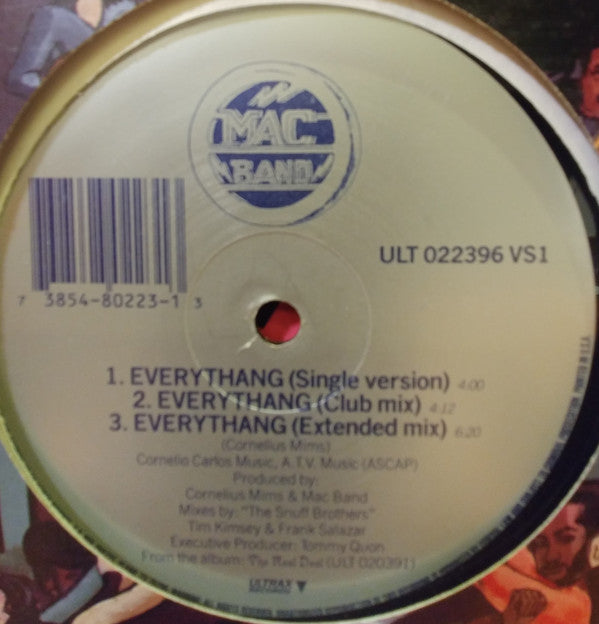 MAC
BAND
ULT 022396 VS1
7 3854-80223-1 3
1. EVERYTHANG (Single version) 4:00
2. EVERYTHANG (Club mix) 4:12
3. EVERYTHANG (Extended mix) 6:20
(Cornelius Mims)
Cornelio Carlos Music, A.T.V. Music (ASCAP)
Produced by:
Cornelius Mims & Mac Band
Mixes by: "The Snuff Brothers"
Tim Kimsey & Frank Salazar
Executive Producer: Tommy Quon
From the album: The Real Deal (ULT 020391)
ULTRAX